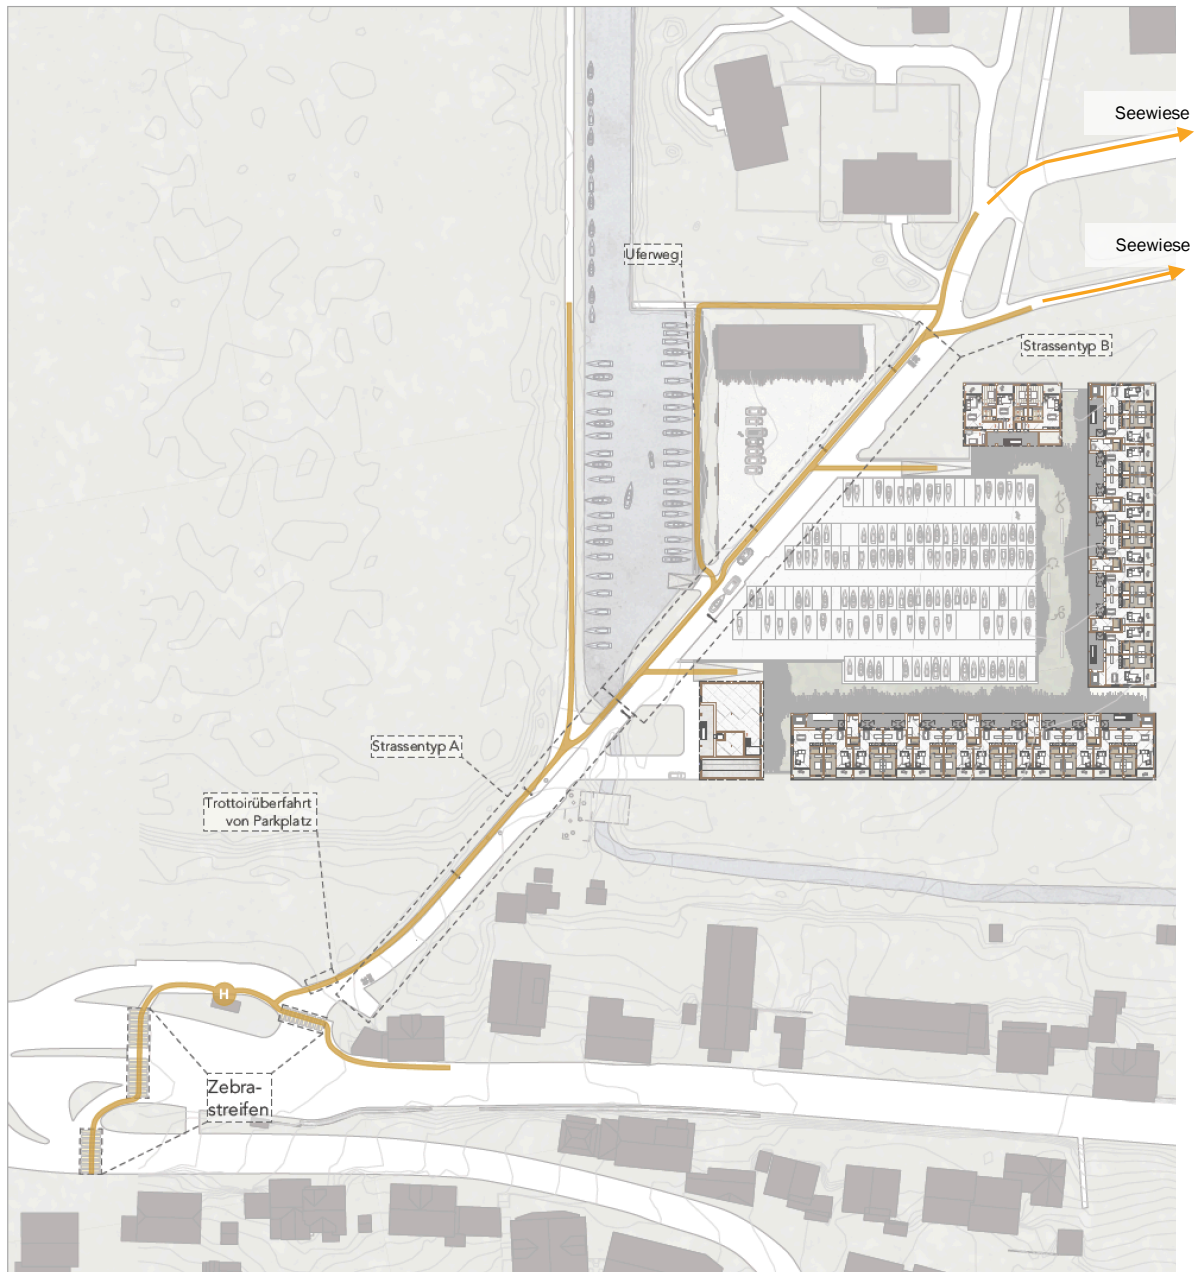 Seewiese
Seewiese
Uferweg
Strassentyp B
Strassentyp A
Trottoirüberfahrt
von Parkplatz
H
Zebra-
streifen